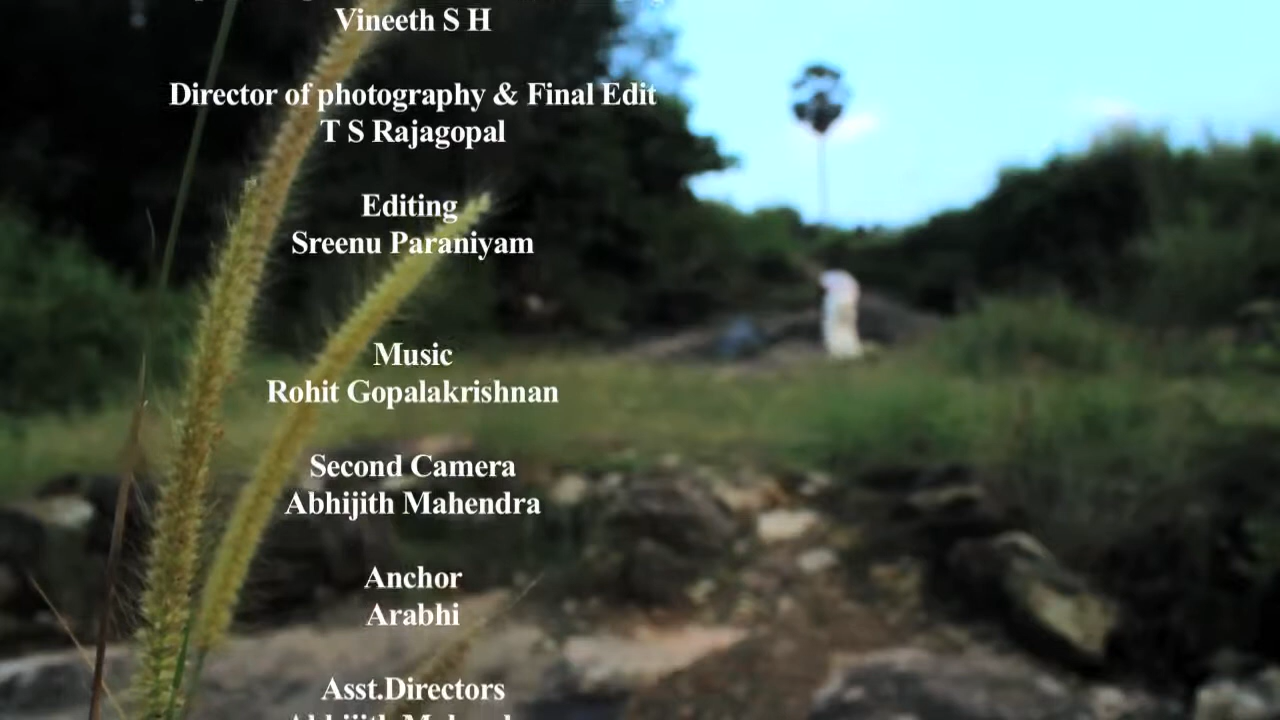 Vineeth S H
Director of photography & Final Edit
T S Rajagopal
Editing
Sreenu Paraniyam
Music
Rohit Gopalakrishnan
Second Camera
Abhijith Mahendra
Anchor
Arabhi
Asst.Directors